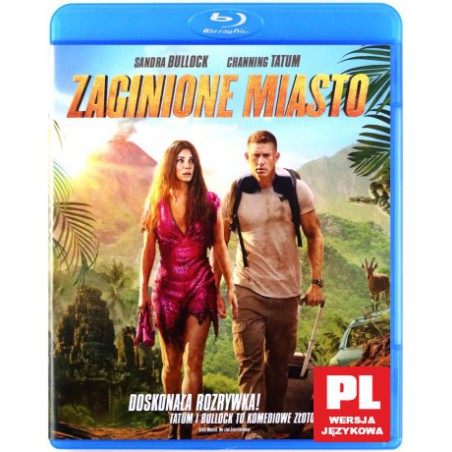 Blu-ray Disc
SANDRA BULLOCK CHANNING TATUM
ZAGINIONE MIASTO
DOSKONAŁA ROZRYWKA!
TATUM I BULLOCK TO KOMEDIOWE ZŁOTO
PL
WERSJA
JĘZYKOWA